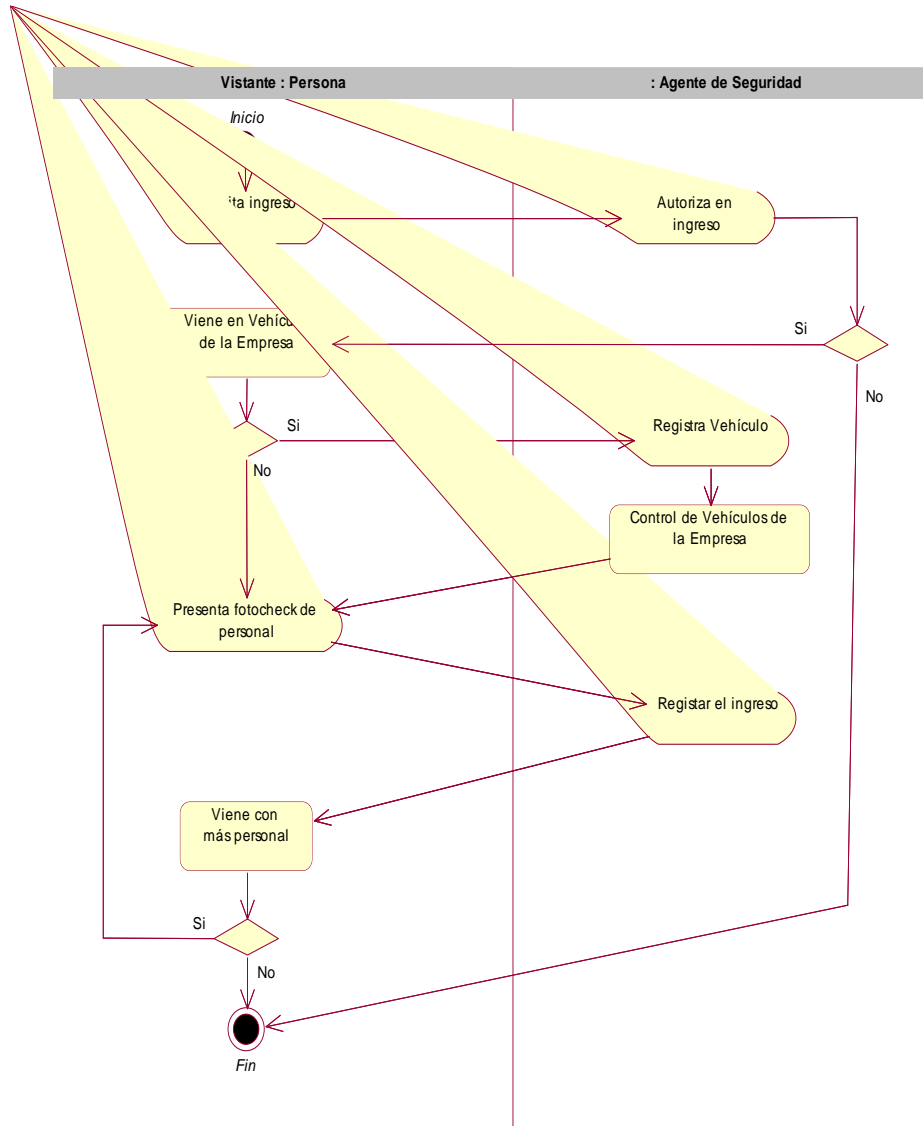 Vistante : Persona
: Agente de Seguridad
Inicio
ingreso
Autoriza en
ingreso
Viene en
de la Empresa
Si
No
Si
Registra Vehículo
No
Control de Vehículos de
la Empresa
Presenta fotocheck de
personal
Registar el ingreso
Viene con
más personal
Si
No
Fin